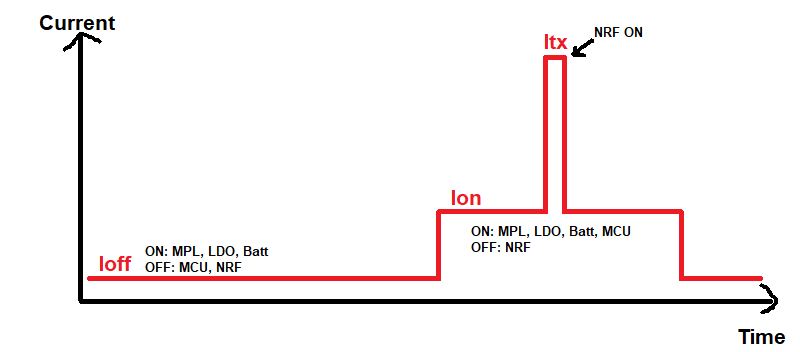 Current
Itx
NRF ON
Ion
ON: MPL, LDO, Batt, MCU
OFF: NRF
Ioff
ON: MPL, LDO, Batt
OFF: MCU, NRF
Time